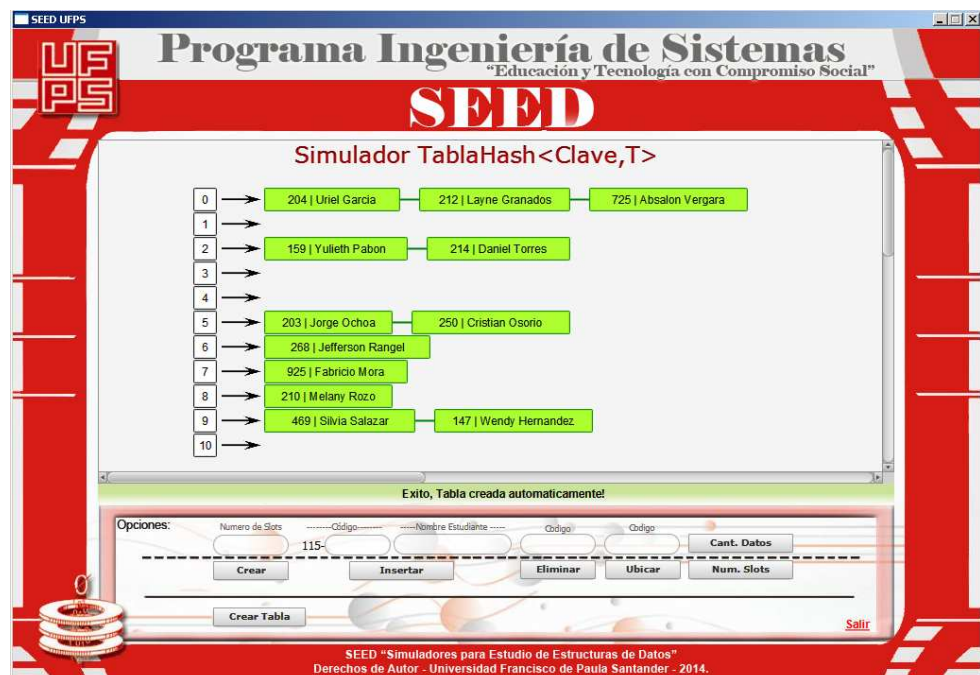 SEED UFPS
UFPS
Programa Ingeniería de Sistemas
“Educación y Tecnología con Compromiso Social”
SEED
Simulador TablaHash<Clave,T>
0 204 | Uriel Garcia 212 | Layne Granados 725 | Absalon Vergara
1
2 159 | Yulieth Pabon 214 | Daniel Torres
3
4
5 203 | Jorge Ochoa 250 | Cristian Osorio
6 268 | Jefferson Rangel
7 925 | Fabricio Mora
8 210 | Melany Rozo
9 469 | Silvia Salazar 147 | Wendy Hernandez
10
Exito, Tabla creada automaticamente!
Opciones: Numero de Slots --------Código-------- -----Nombre Estudiante ----- Codigo Codigo
115- Cant. Datos
Crear Insertar Eliminar Ubicar Num. Slots
Crear Tabla
Salir
SEED “Simuladores para Estudio de Estructuras de Datos”
Derechos de Autor - Universidad Francisco de Paula Santander - 2014.